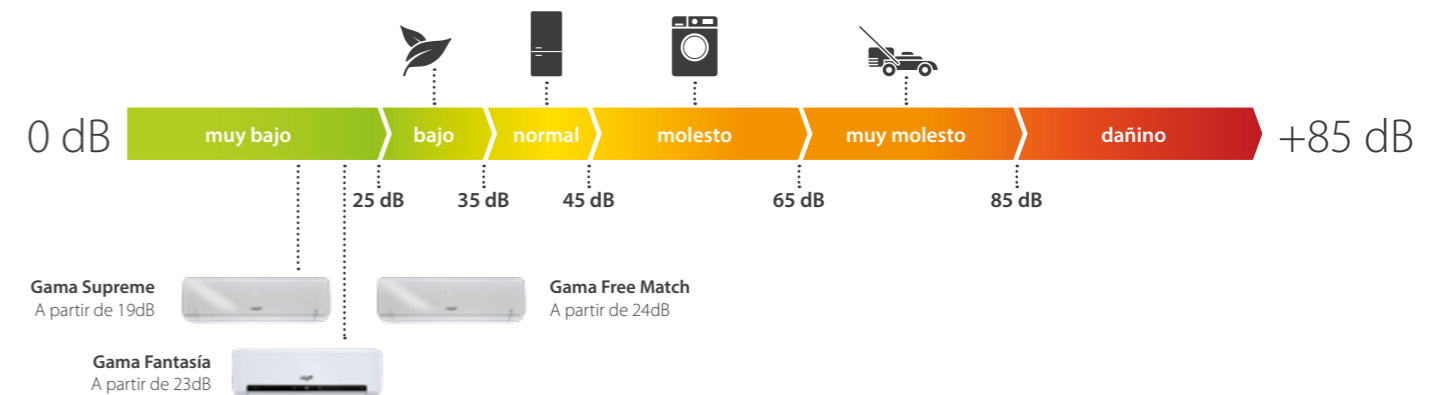 0 dB
muy bajo
bajo
normal
molesto
muy molesto
dañino
+85 dB
25 dB
35 dB
45 dB
65 dB
85 dB
Gama Supreme
A partir de 19dB
Gama Free Match
A partir de 24dB
Gama Fantasía
A partir de 23dB